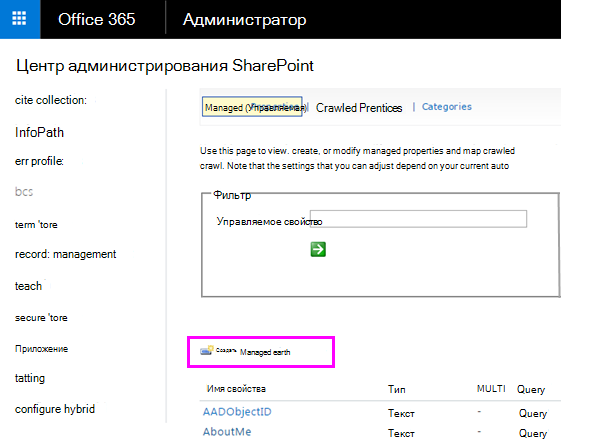 Office 365 Администратор
Центр администрирования SharePoint
cite collection:
InfoPath
err profile:
bcs
term 'tore
record: management
teach
secure 'tore
Приложение
tatting
configure hybrid
Managed (Управляемая) | Crawled Prentices | Categories
Use this page to view. create, or modify managed properties and map crawled
crawl. Note that the settings that you can adjust depend on your current auto
Фильтр
Управляемое свойство
Создать Managed earth
Имя свойства Тип MULTI Query
AADObjectID Текст - Query
AboutMe Текст - Query